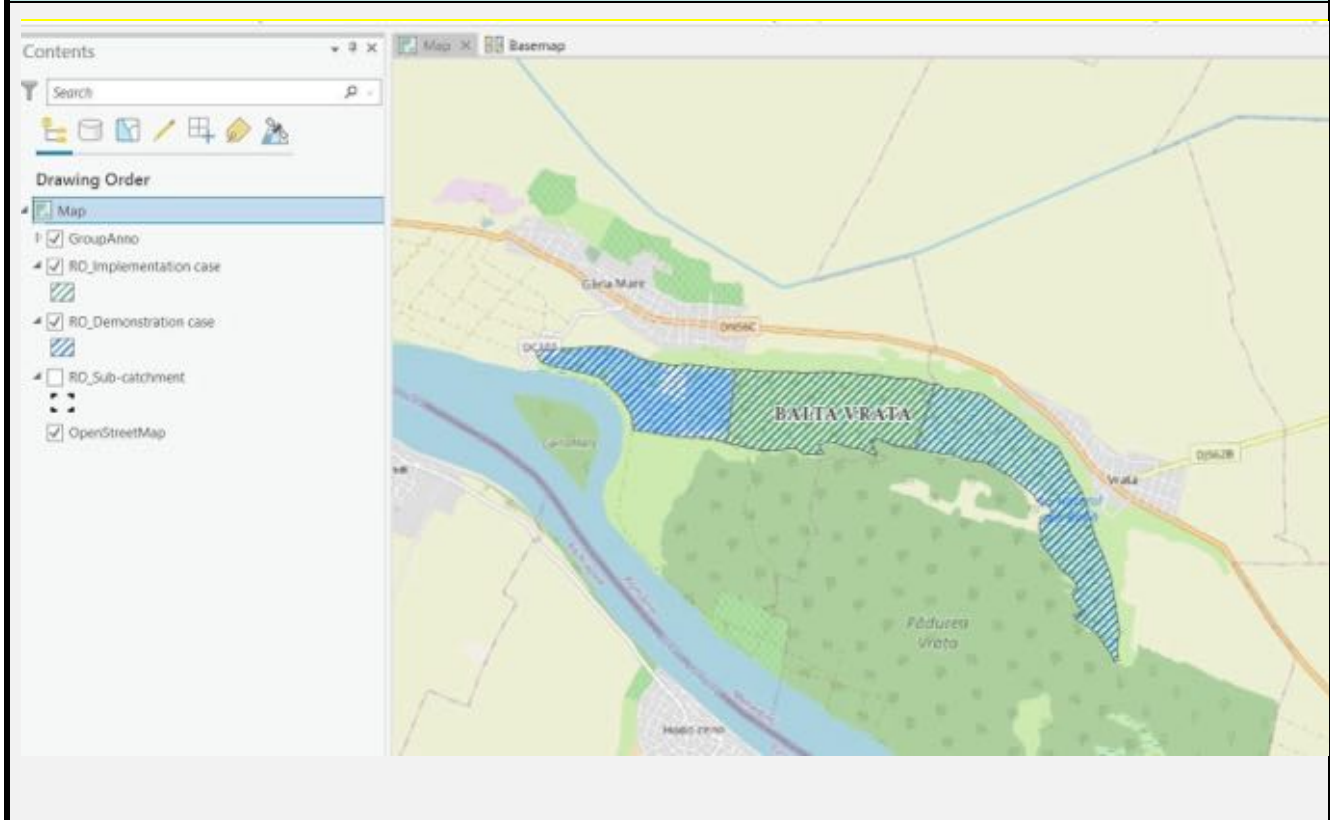 Contents
Map
Basemap
Search
Drawing Order
Map
GroupAnno
RO_Implementation case
RO_Demonstration case
RO_Sub-catchment
OpenStreetMap
Gârla Mare
DN56C
BALTA VRATA
DJ562B
Vrata
Pădurea
Vrata